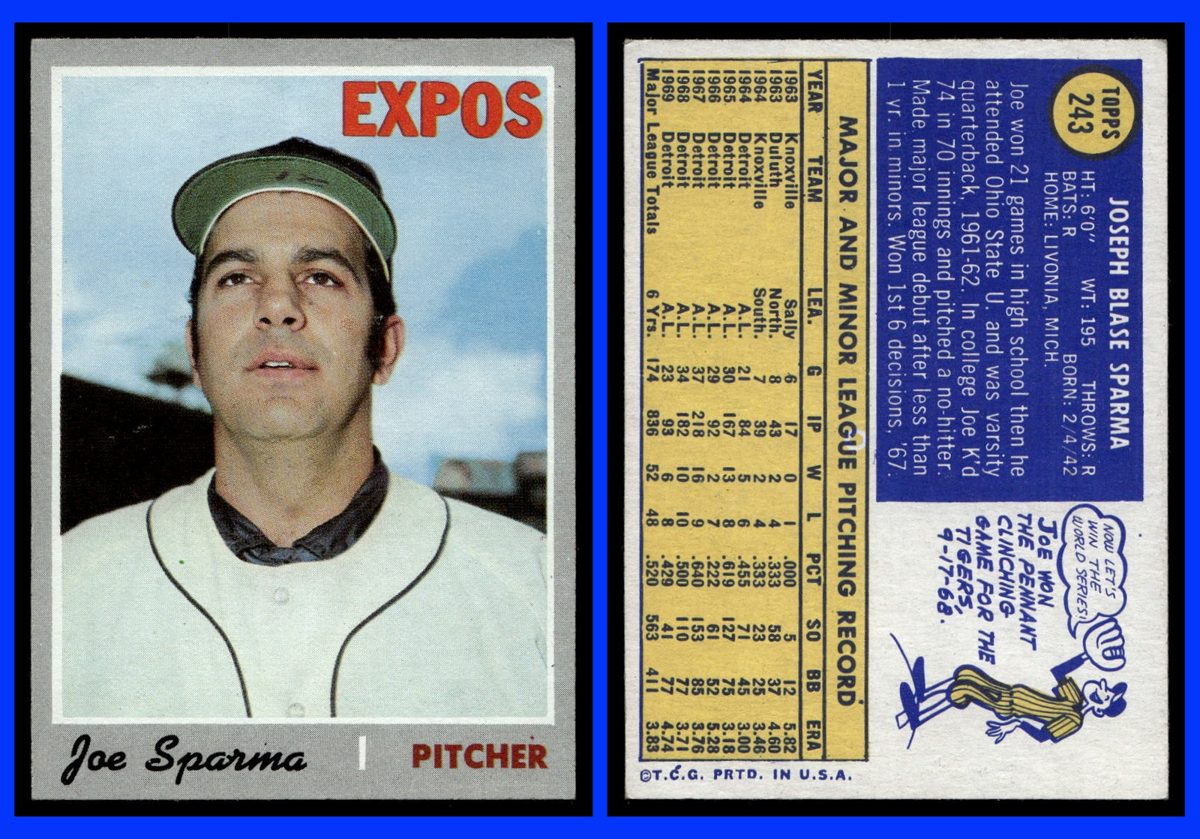 EXPOS
Joe Sparma
PITCHER
TOPPS
243
JOSEPH BLASE SPARMA
HT: 6'0" WT: 195 THROWS: R
BATS: R BORN: 2/4/42
HOME: LIVONIA, MICH.
Joe won 21 games in high school then he
attended Ohio State U. and was varsity
quarterback, 1961-62. In college Joe K'd
74 in 70 innings and pitched a no-hitter.
Made major league debut after less than
1 yr. in minors. Won 1st 6 decisions, '67.
NOW LET'S
WIN THE
WORLD SERIES!
JOE WON
THE PENNANT
CLINCHING
GAME FOR THE
TIGERS,
9-17-68.
MAJOR AND MINOR LEAGUE PITCHING RECORD
YEAR TEAM LEA. G IP W L PCT SO BB ERA
1963 Knoxville Sally 6 17 0 1 .000 5 12 5.82
1963 Duluth North. 8 43 2 4 .333 58 37 4.60
1964 Knoxville South. 7 39 2 4 .333 23 25 3.46
1964 Detroit A.L. 21 84 5 6 .455 71 45 3.00
1965 Detroit A.L. 30 167 13 8 .619 127 75 3.18
1966 Detroit A.L. 29 92 2 7 .222 61 52 5.28
1967 Detroit A.L. 37 218 16 9 .640 153 85 3.76
1968 Detroit A.L. 34 182 10 10 .500 110 77 3.71
1969 Detroit A.L. 23 93 6 8 .429 41 77 4.74
Major League Totals 6 Yrs. 174 836 52 48 .520 563 411 3.83
©T.C.G. PRTD. IN U.S.A.